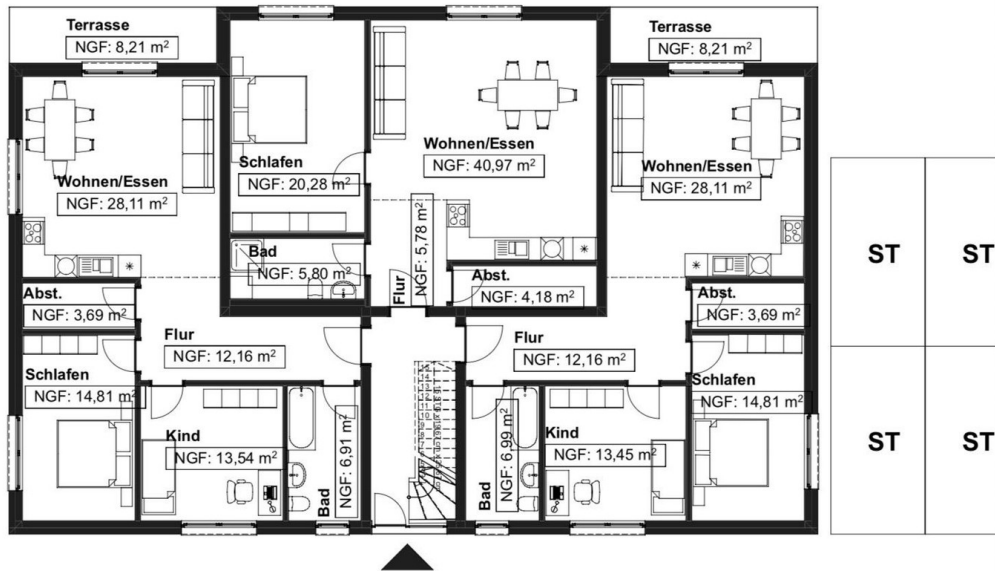 Terrasse
NGF: 8,21 m²
Terrasse
NGF: 8,21 m²
Wohnen/Essen
NGF: 28,11 m²
Schlafen
NGF: 20,28 m²
Wohnen/Essen
NGF: 40,97 m²
Wohnen/Essen
NGF: 28,11 m²
Bad
NGF: 5,80 m²
Flur
NGF: 5,78 m²
Abst.
NGF: 4,18 m²
Abst.
NGF: 3,69 m²
Abst.
NGF: 3,69 m²
Flur
NGF: 12,16 m²
Flur
NGF: 12,16 m²
Schlafen
NGF: 14,81 m²
Schlafen
NGF: 14,81 m²
Kind
NGF: 13,54 m²
Bad
NGF: 6,91 m²
Bad
NGF: 6,99 m²
Kind
NGF: 13,45 m²
ST
ST
ST
ST